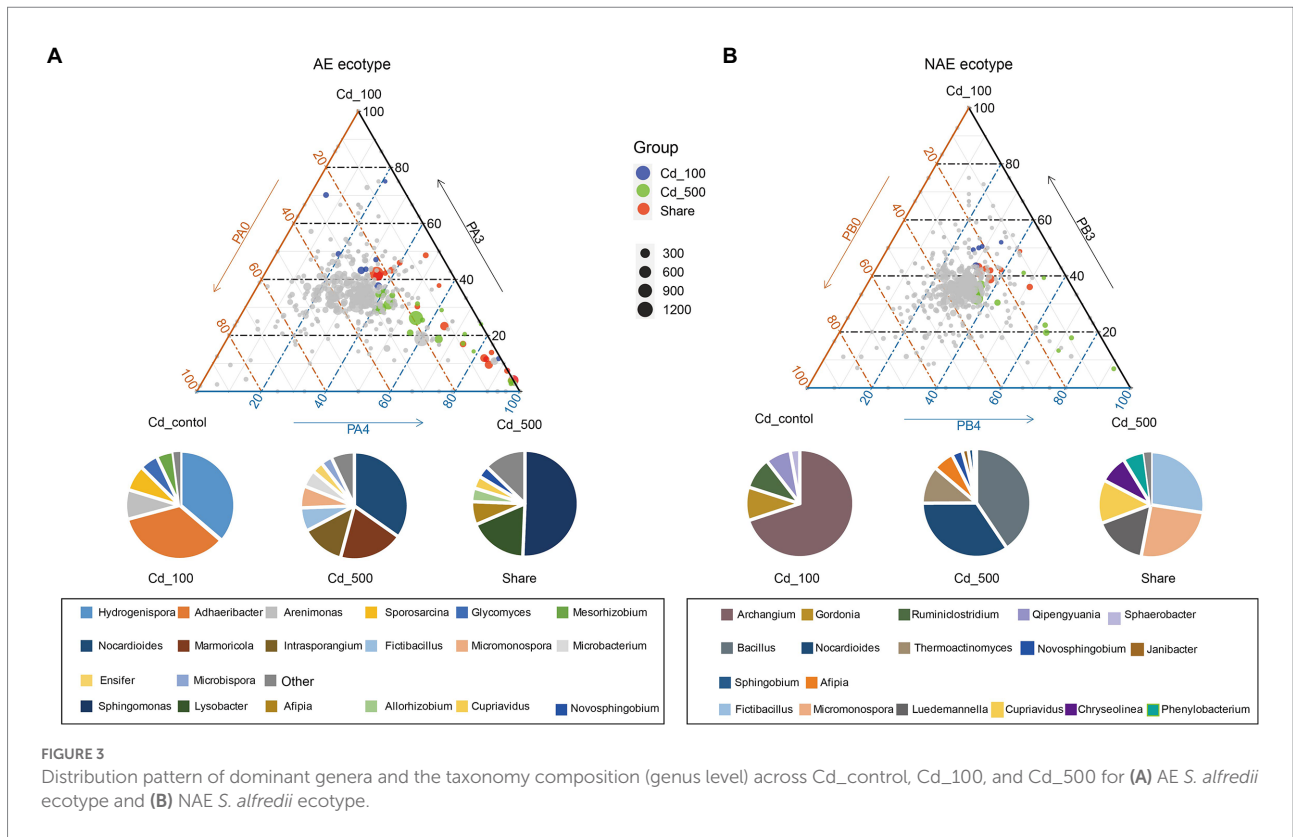 A
AE ecotype
Cd_100
100
20
80
40
60
PA0
PA3
60
40
80
20
100
20
40
60
80
100
Cd_contol
PA4
Cd_500
Group
Cd_100
Cd_500
Share
300
600
900
1200
B
NAE ecotype
Cd_100
100
20
80
40
60
PB0
PB3
60
40
80
20
100
20
40
60
80
100
Cd_contol
PB4
Cd_500
Cd_100
Cd_500
Share
Cd_100
Cd_500
Share
Hydrogenispora Adhaeribacter Arenimonas Sporosarcina Glycomyces Mesorhizobium
Nocardioides Marmoricola Intrasporangium Fictibacillus Micromonospora Microbacterium
Ensifer Microbispora Other
Sphingomonas Lysobacter Afipia Allorhizobium Cupriavidus Novosphingobium
Archangium Gordonia Ruminiclostridium Qipengyuania Sphaerobacter
Bacillus Nocardioides Thermoactinomyces Novosphingobium Janibacter
Sphingobium Afipia
Fictibacillus Micromonospora Luedemannella Cupriavidus Chryseolinea Phenylobacterium
FIGURE 3
Distribution pattern of dominant genera and the taxonomy composition (genus level) across Cd_control, Cd_100, and Cd_500 for (A) AE S. alfredii
ecotype and (B) NAE S. alfredii ecotype.